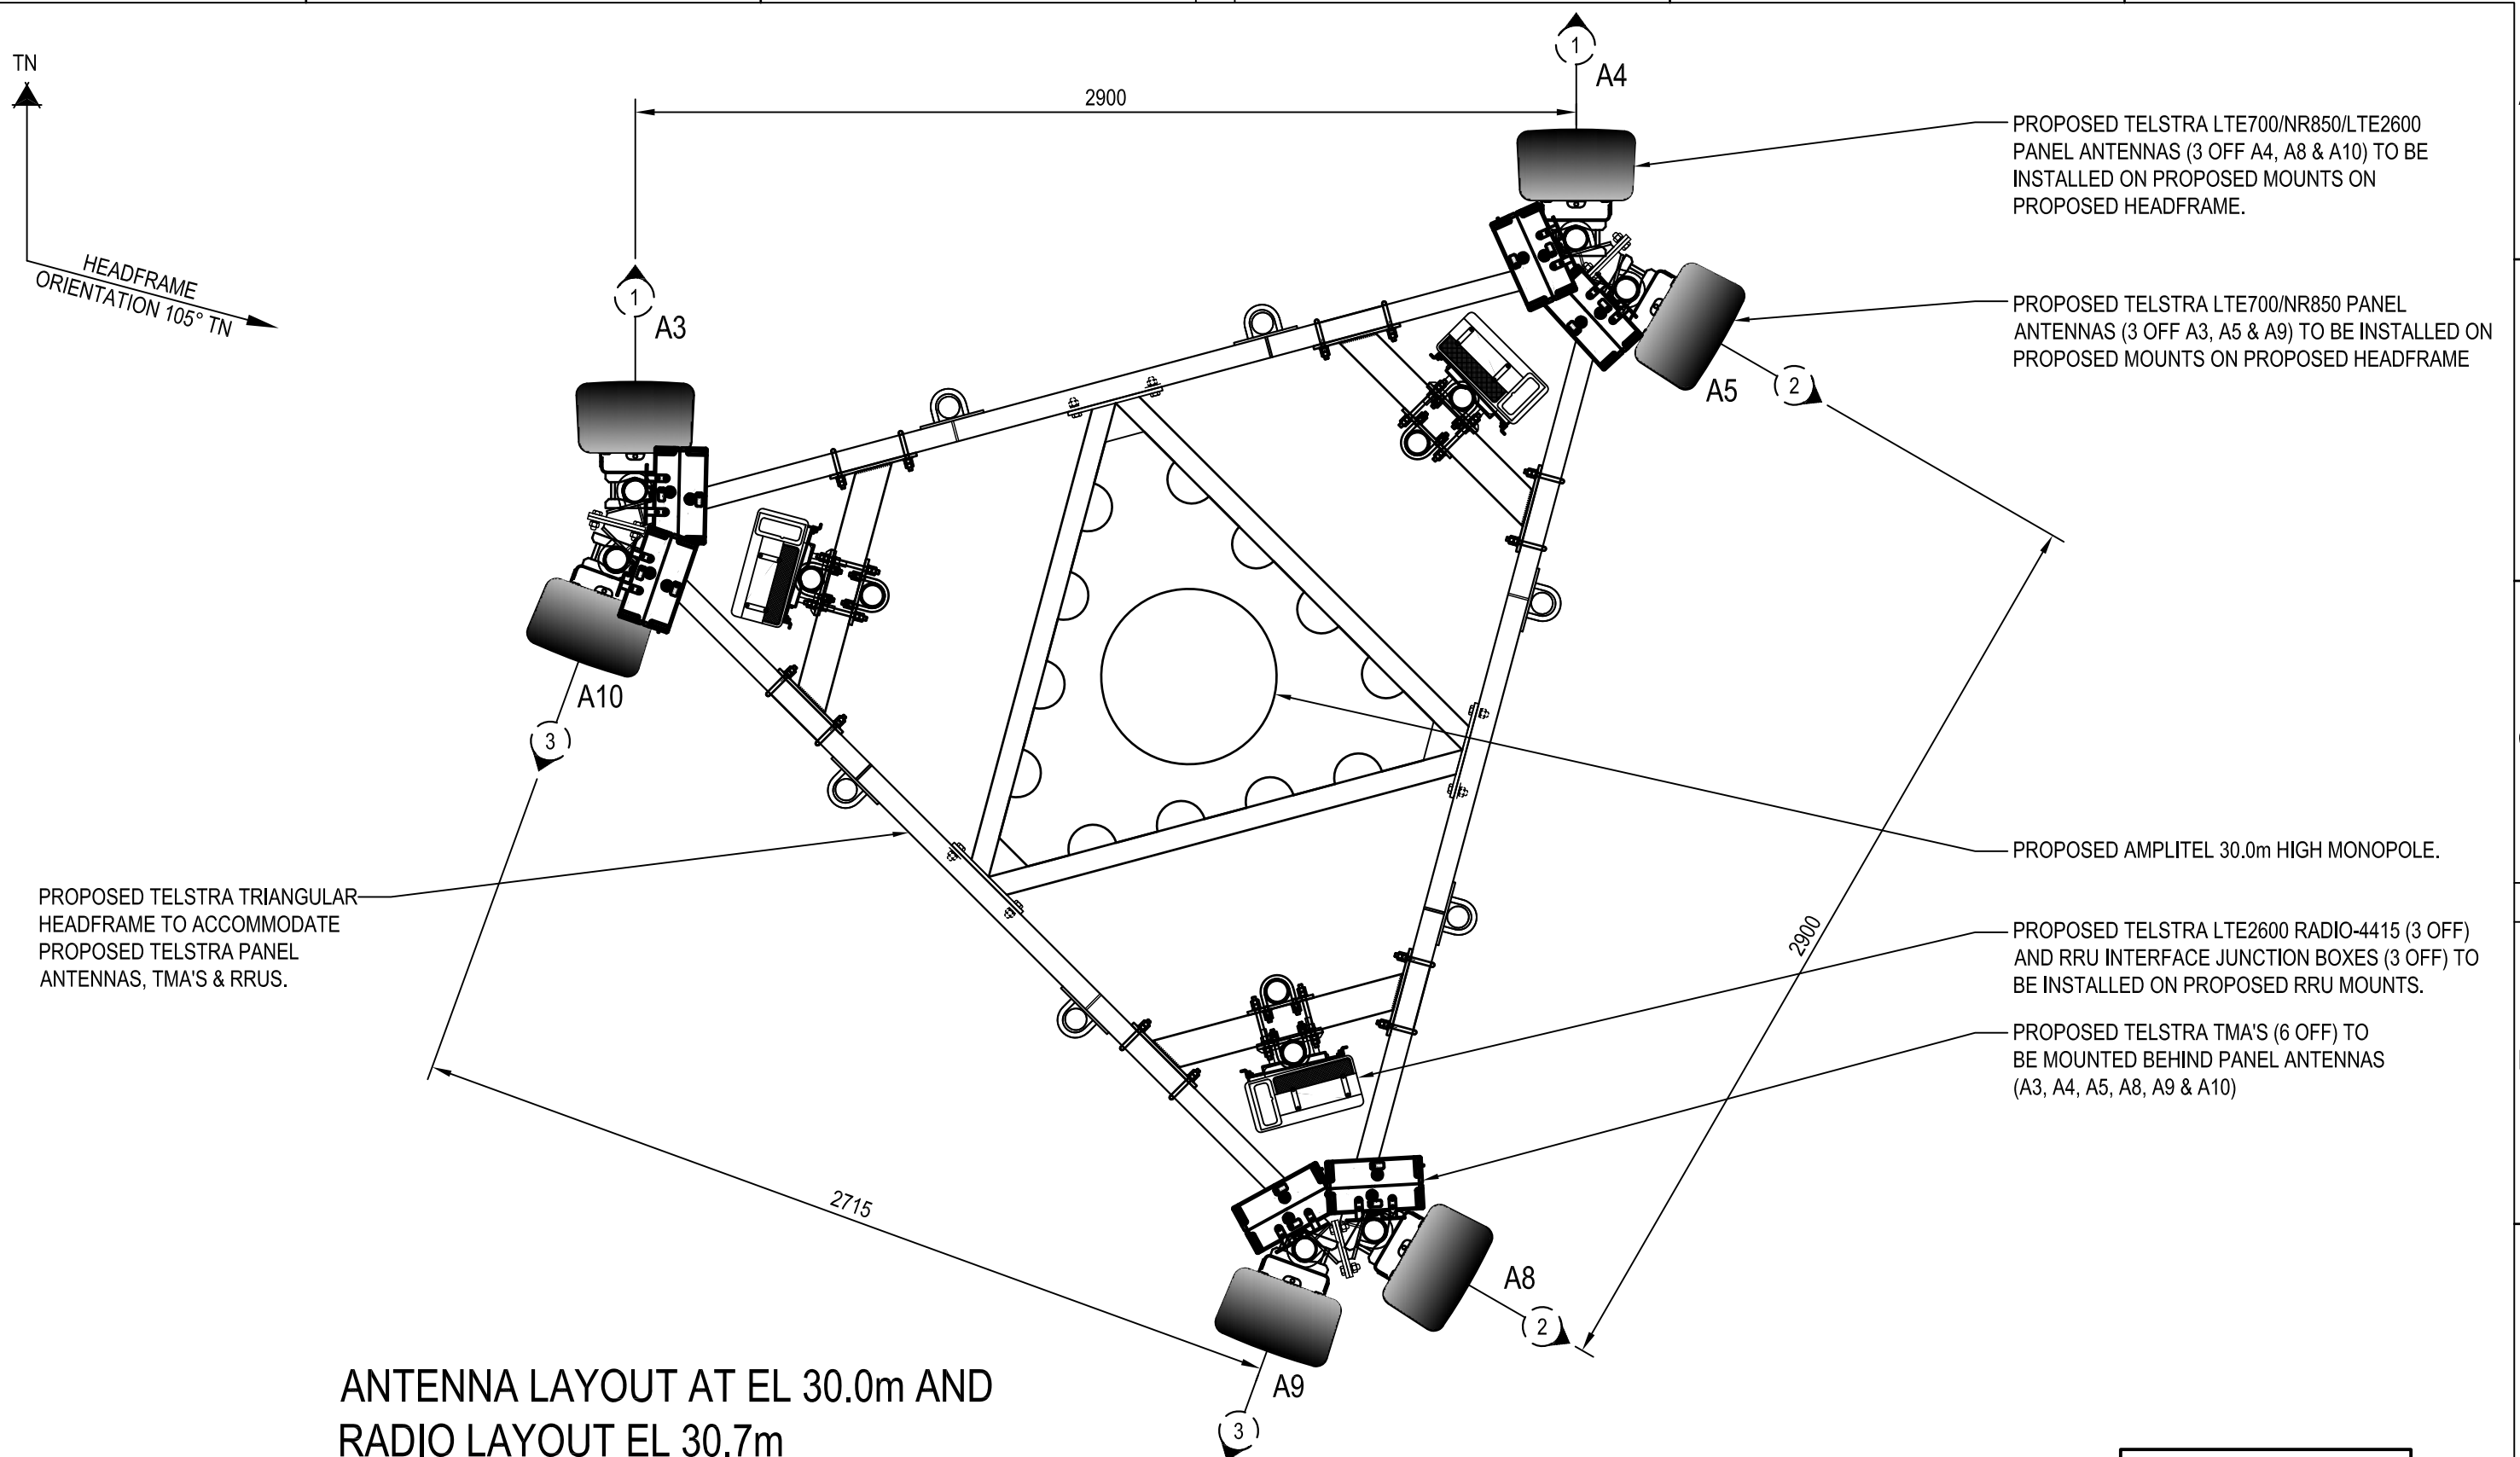 TN
HEADFRAME
ORIENTATION 105° TN
2900
1
A4
1
A3
PROPOSED TELSTRA LTE700/NR850/LTE2600
PANEL ANTENNAS (3 OFF A4, A8 & A10) TO BE
INSTALLED ON PROPOSED MOUNTS ON
PROPOSED HEADFRAME.
PROPOSED TELSTRA LTE700/NR850 PANEL
ANTENNAS (3 OFF A3, A5 & A9) TO BE INSTALLED ON
PROPOSED MOUNTS ON PROPOSED HEADFRAME
A5
2
A10
3
PROPOSED AMPLITEL 30.0m HIGH MONOPOLE.
PROPOSED TELSTRA TRIANGULAR
HEADFRAME TO ACCOMMODATE
PROPOSED TELSTRA PANEL
ANTENNAS, TMA'S & RRUS.
2900
PROPOSED TELSTRA LTE2600 RADIO-4415 (3 OFF)
AND RRU INTERFACE JUNCTION BOXES (3 OFF) TO
BE INSTALLED ON PROPOSED RRU MOUNTS.
PROPOSED TELSTRA TMA'S (6 OFF) TO
BE MOUNTED BEHIND PANEL ANTENNAS
(A3, A4, A5, A8, A9 & A10)
2715
A8
2
A9
3
ANTENNA LAYOUT AT EL 30.0m AND
RADIO LAYOUT EL 30.7m